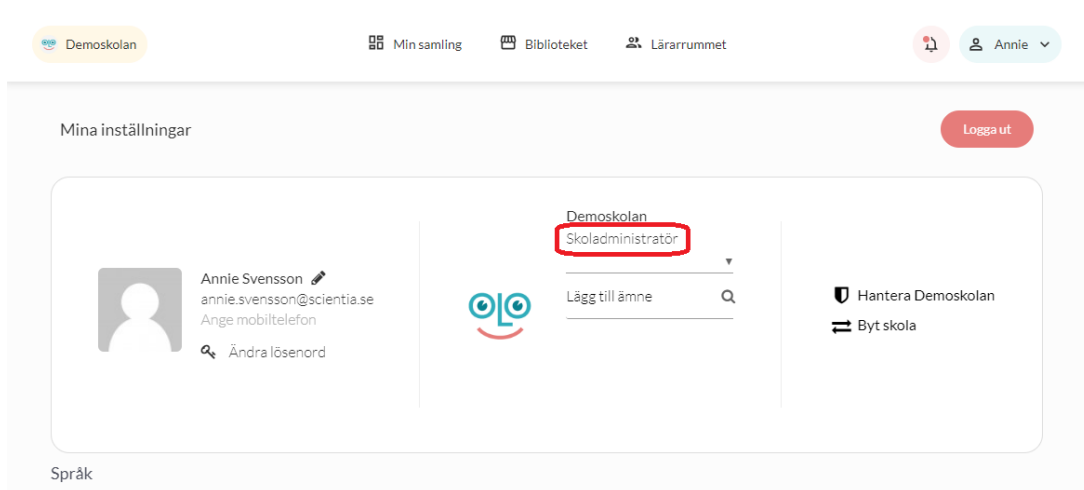 Demoskolan
Min samling
Biblioteket
Lärarrummet
Annie
Mina inställningar
Logga ut
Annie Svensson
annie.svensson@scientia.se
Ange mobiltelefon
Ändra lösenord
Demoskolan
Skoladministratör
Lägg till ämne
Hantera Demoskolan
Byt skola
Språk